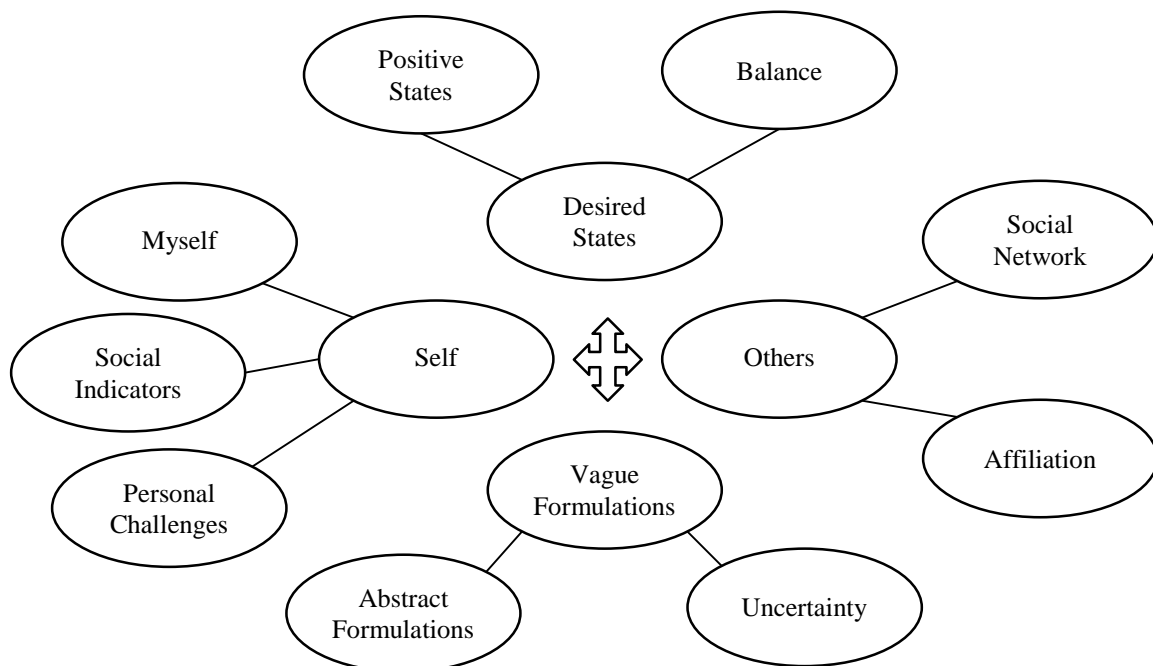 Positive
States
Balance
Desired
States
Myself
Social
Network
Social
Indicators
Self
Others
Personal
Challenges
Vague
Formulations
Affiliation
Abstract
Formulations
Uncertainty